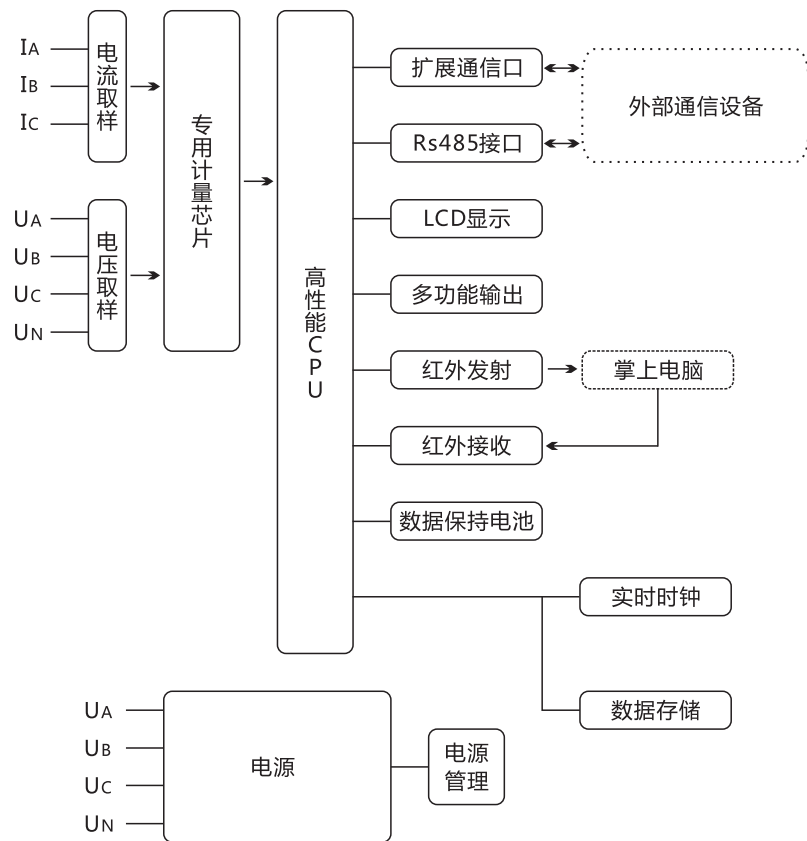 IA
IB
IC
电流取样
UA
UB
UC
UN
电压取样
专用计量芯片
高性能CPU
扩展通信口
Rs485接口
外部通信设备
LCD显示
多功能输出
红外发射
掌上电脑
红外接收
数据保持电池
实时时钟
数据存储
UA
UB
UC
UN
电源
电源
管理